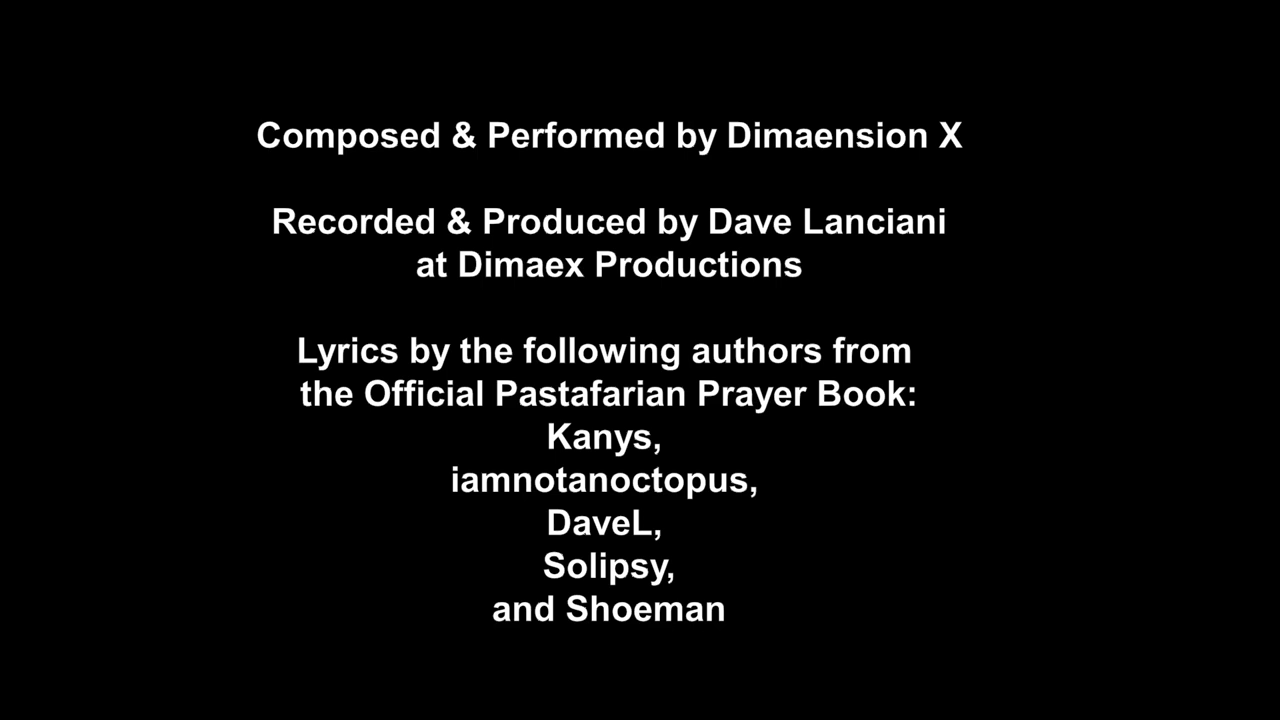 Composed & Performed by Dimaension X
Recorded & Produced by Dave Lanciani
at Dimaex Productions
Lyrics by the following authors from
the Official Pastafarian Prayer Book:
Kanys,
iamnotanoctopus,
DaveL,
Solipsy,
and Shoeman